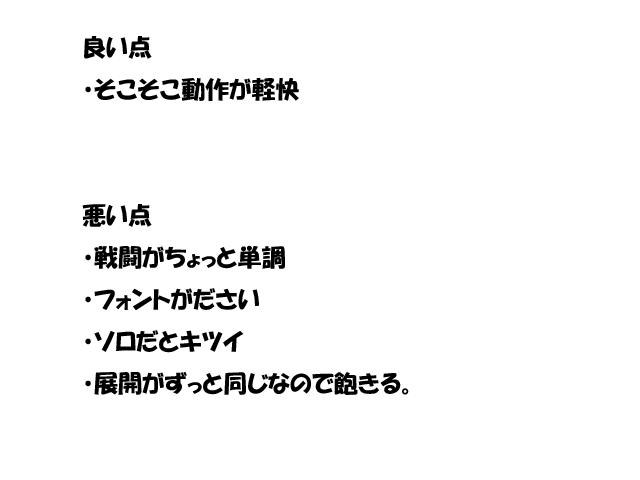 良い点
・そこそこ動作が軽快
悪い点
・戦闘がちょっと単調
・フォントがださい
・ソロだとキツイ
・展開がずっと同じなので飽きる。